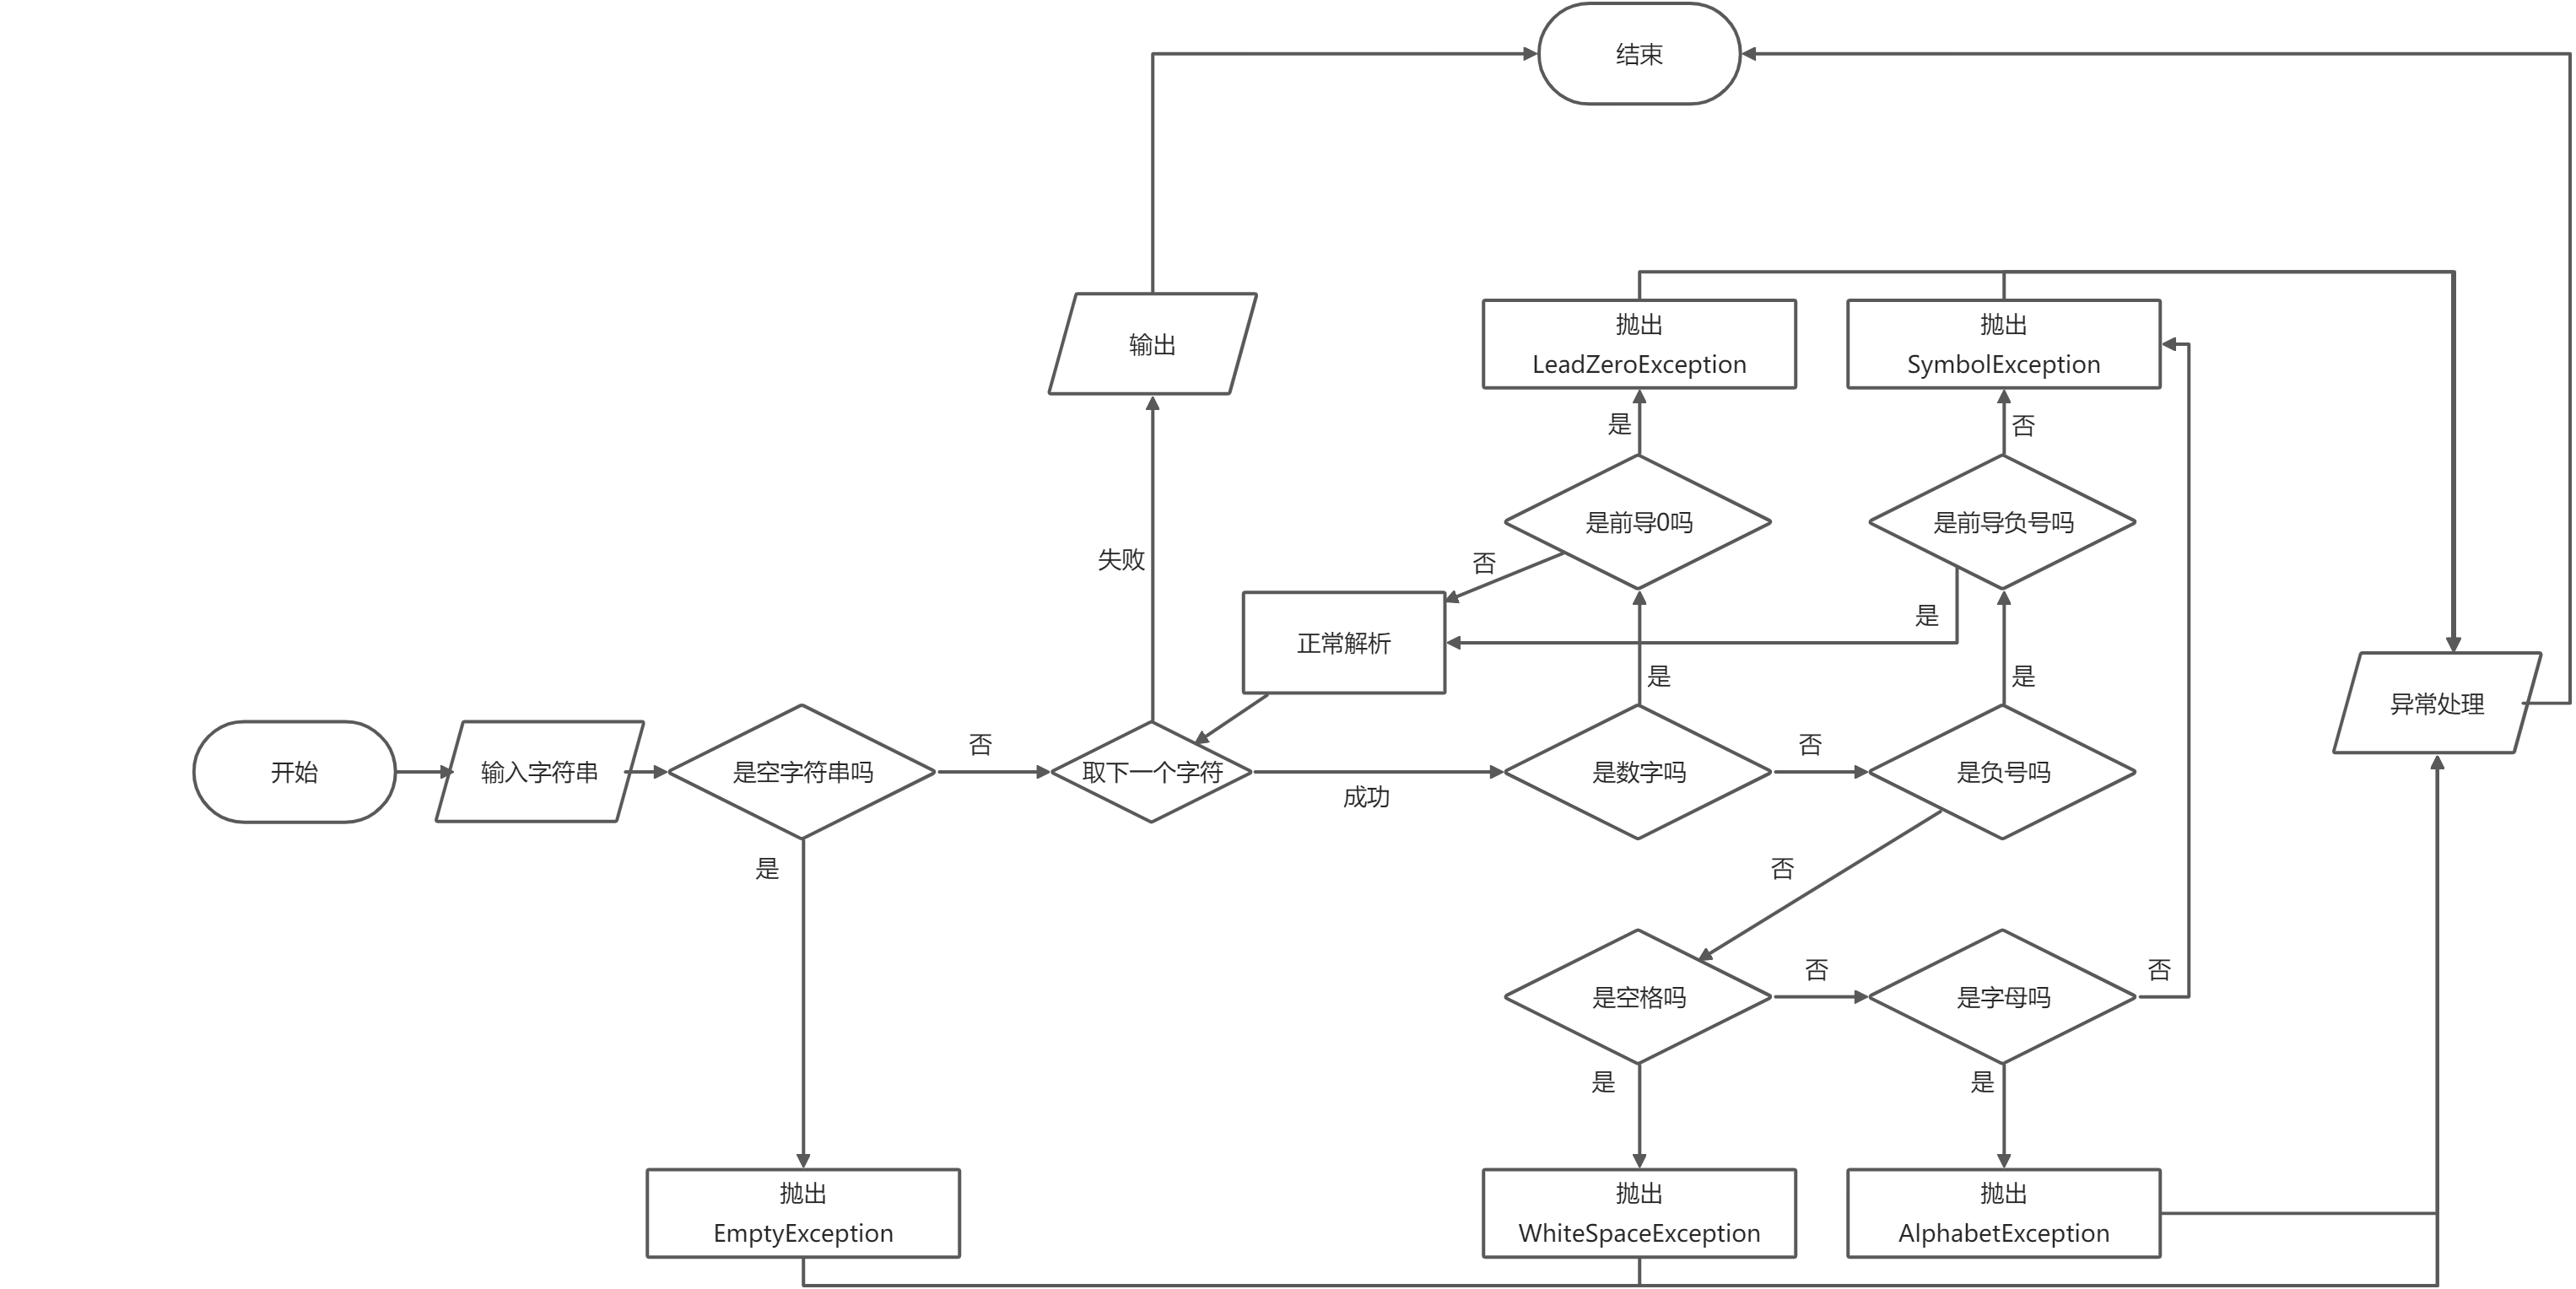 结束
输出
抛出
LeadZeroException
抛出
SymbolException
是
否
是前导0吗
是前导负号吗
失败
否
是
正常解析
是
是
异常处理
开始
输入字符串
是空字符串吗
否
取下一个字符
成功
是数字吗
否
是负号吗
是
否
是空格吗
否
是字母吗
否
是
是
抛出
EmptyException
抛出
WhiteSpaceException
抛出
AlphabetException